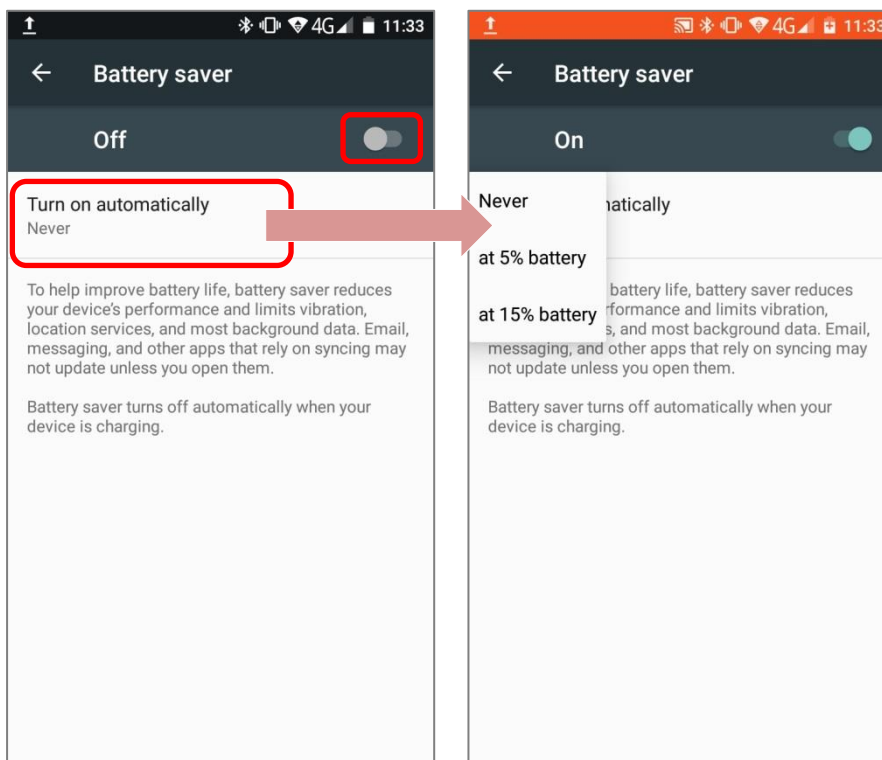 4G 11:33
Battery saver
Off
Turn on automatically
Never
To help improve battery life, battery saver reduces
your device's performance and limits vibration,
location services, and most background data. Email,
messaging, and other apps that rely on syncing may
not update unless you open them.
Battery saver turns off automatically when your
device is charging.
4G 11:33
Battery saver
On
Never
natically
at 5% battery
battery life, battery saver reduces
rformance and limits vibration,
at 15% battery
s, and most background data. Email,
messaging, and other apps that rely on syncing may
not update unless you open them.
Battery saver turns off automatically when your
device is charging.